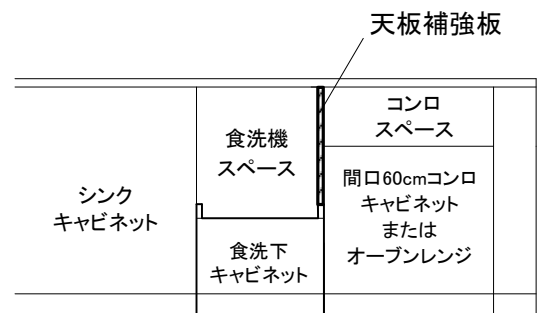 天板補強板
コンロ
スペース
食洗機
スペース
シンク
キャビネット
間口60cmコンロ
キャビネット
または
オーブンレンジ
食洗下
キャビネット